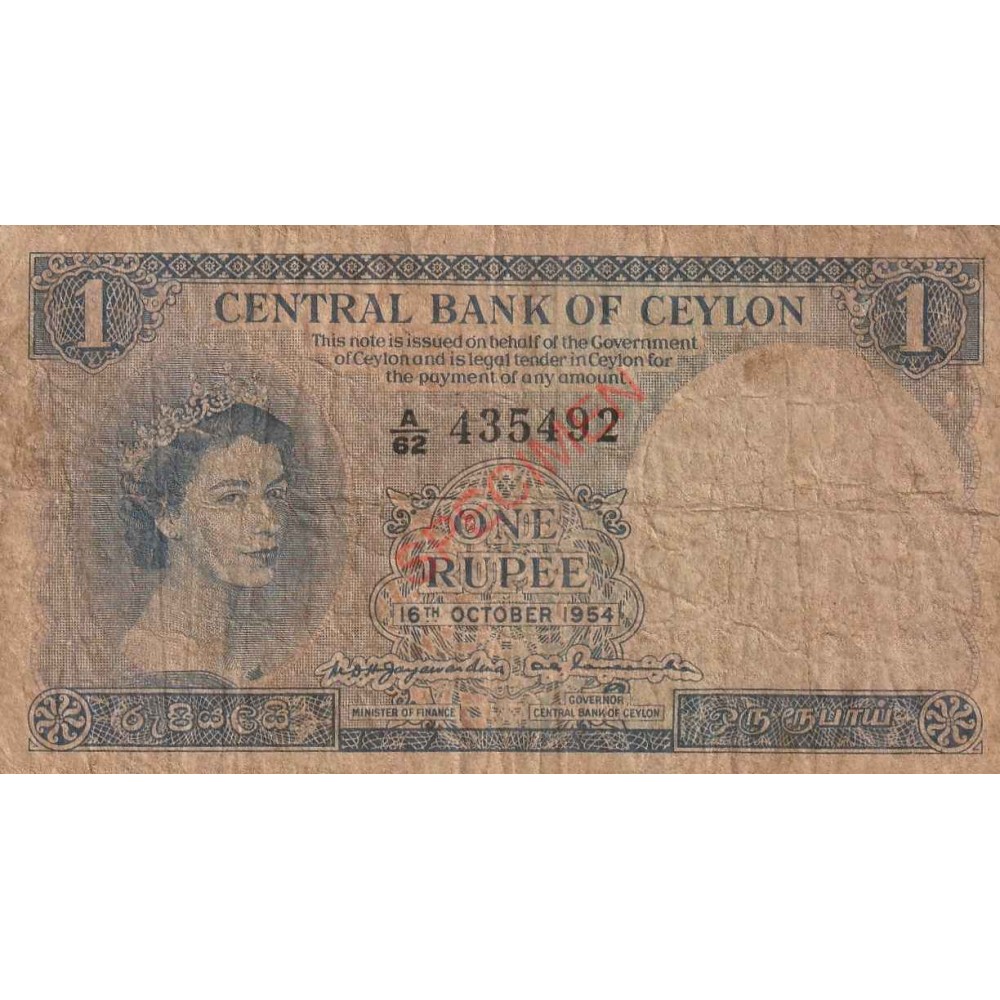 1 1
CENTRAL BANK OF CEYLON
This note is issued on behalf of the Government
of Ceylon and is legal tender in Ceylon for
the payment of any amount.
A/62 435492
SPECIMEN
ONE
RUPEE
16TH OCTOBER 1954
MINISTER OF FINANCE
GOVERNOR
CENTRAL BANK OF CEYLON
රුපියලයි
ஒரு ரூபாய்